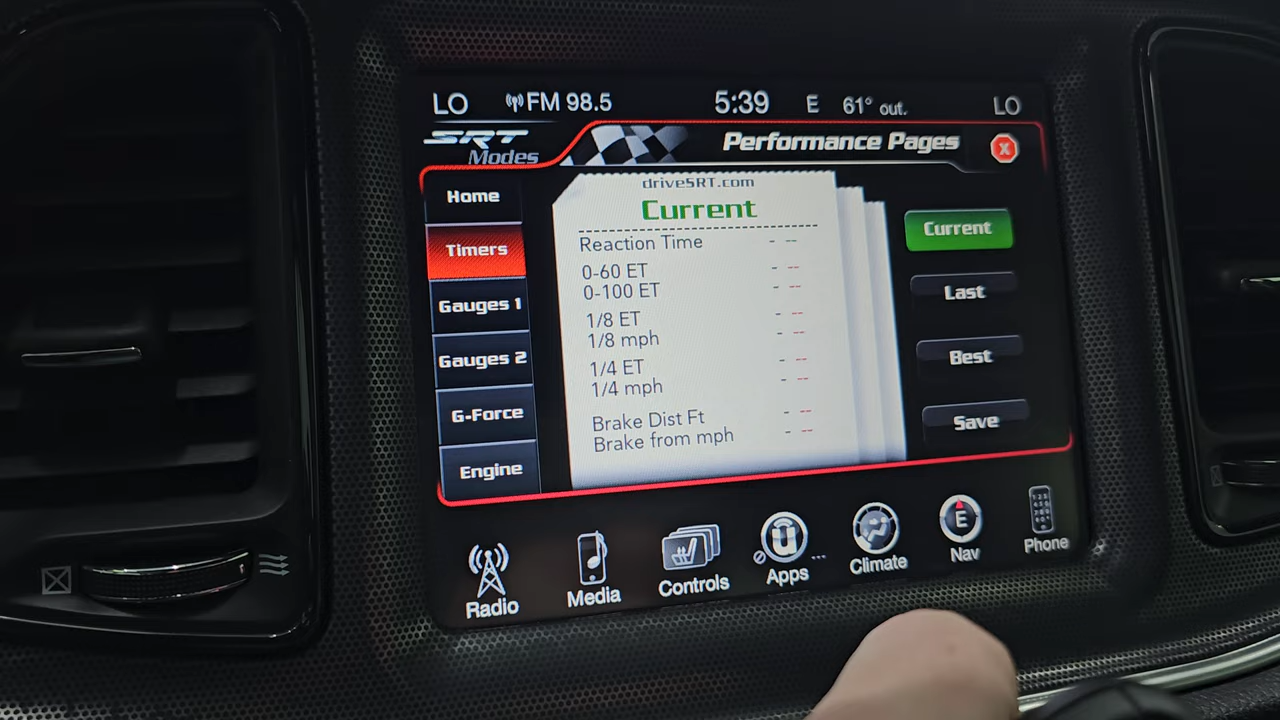 LO FM 98.5 5:39 E 61° out. LO
SRT Modes
Performance Pages
X
Home
Timers
Gauges 1
Gauges 2
G-Force
Engine
driveSRT.com
Current
Reaction Time - --
0-60 ET - --
0-100 ET - --
1/8 ET - --
1/8 mph - --
1/4 ET - --
1/4 mph - --
Brake Dist Ft - --
Brake from mph - --
Current
Last
Best
Save
Radio
Media
Controls
Apps
Climate
E
Nav
Phone